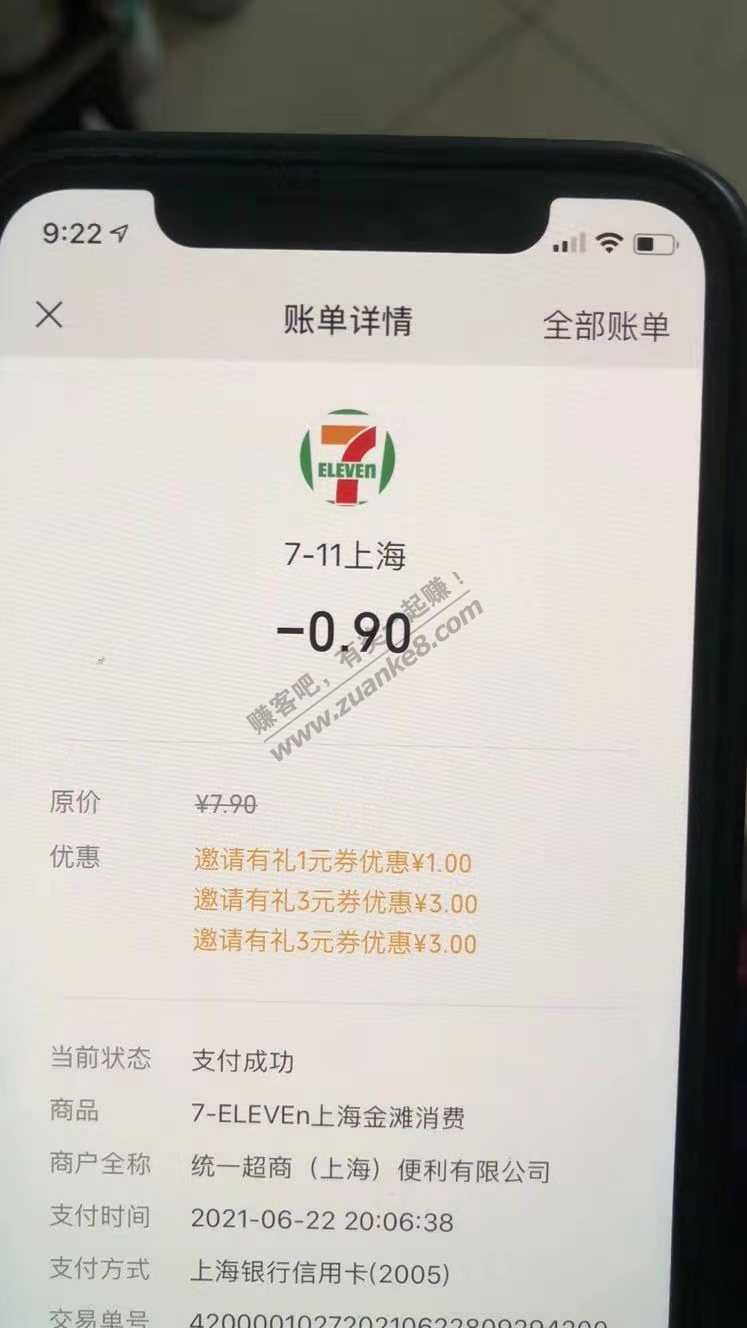 9:22
账单详情
全部账单
7
ELEVEn
7-11上海
-0.90
赚客吧，有奖一起赚！
www.zuanke8.com
原价 ¥7.90
优惠 邀请有礼1元券优惠¥1.00
邀请有礼3元券优惠¥3.00
邀请有礼3元券优惠¥3.00
当前状态 支付成功
商品 7-ELEVEn上海金滩消费
商户全称 统一超商（上海）便利有限公司
支付时间 2021-06-22 20:06:38
支付方式 上海银行信用卡(2005)
交易单号